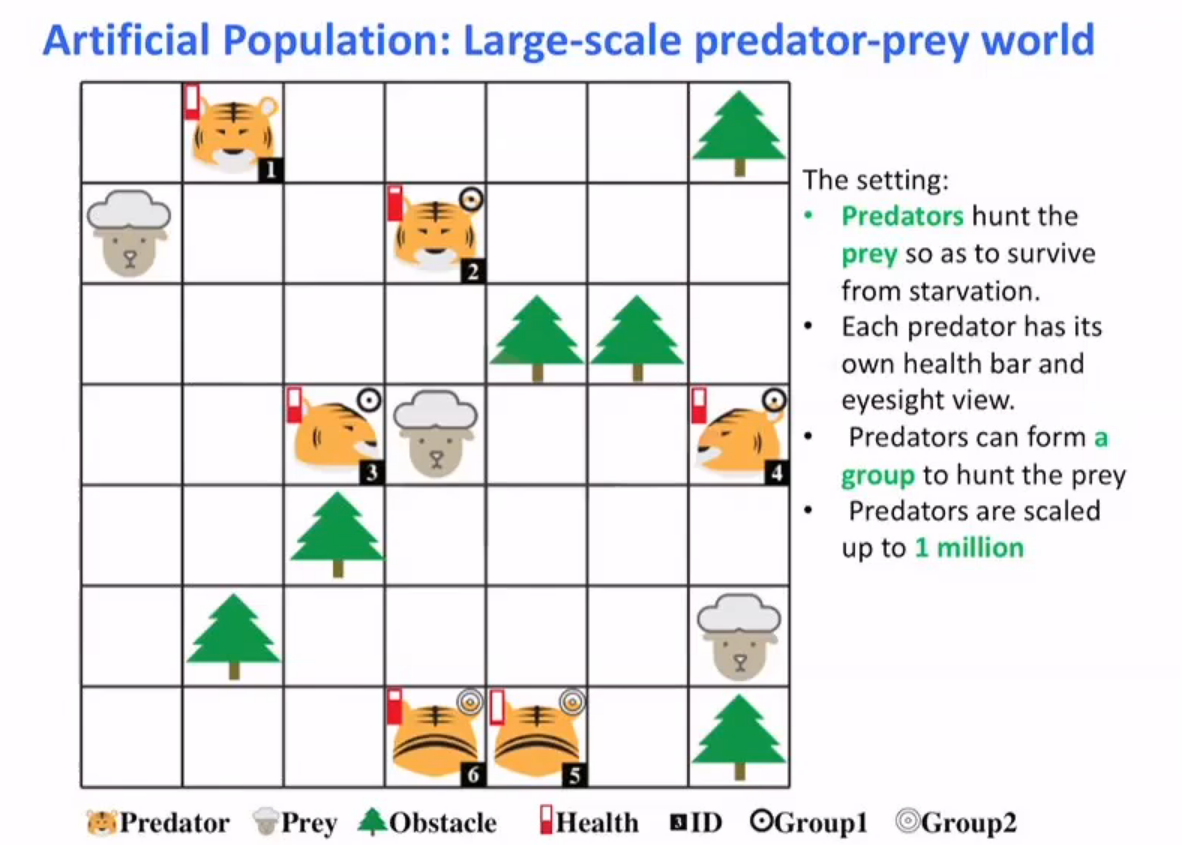 Artificial Population: Large-scale predator-prey world
1
2
3
4
6
5
The setting:
• Predators hunt the
prey so as to survive
from starvation.
• Each predator has its
own health bar and
eyesight view.
• Predators can form a
group to hunt the prey
• Predators are scaled
up to 1 million
Predator Prey Obstacle Health 3 ID Group1 Group2